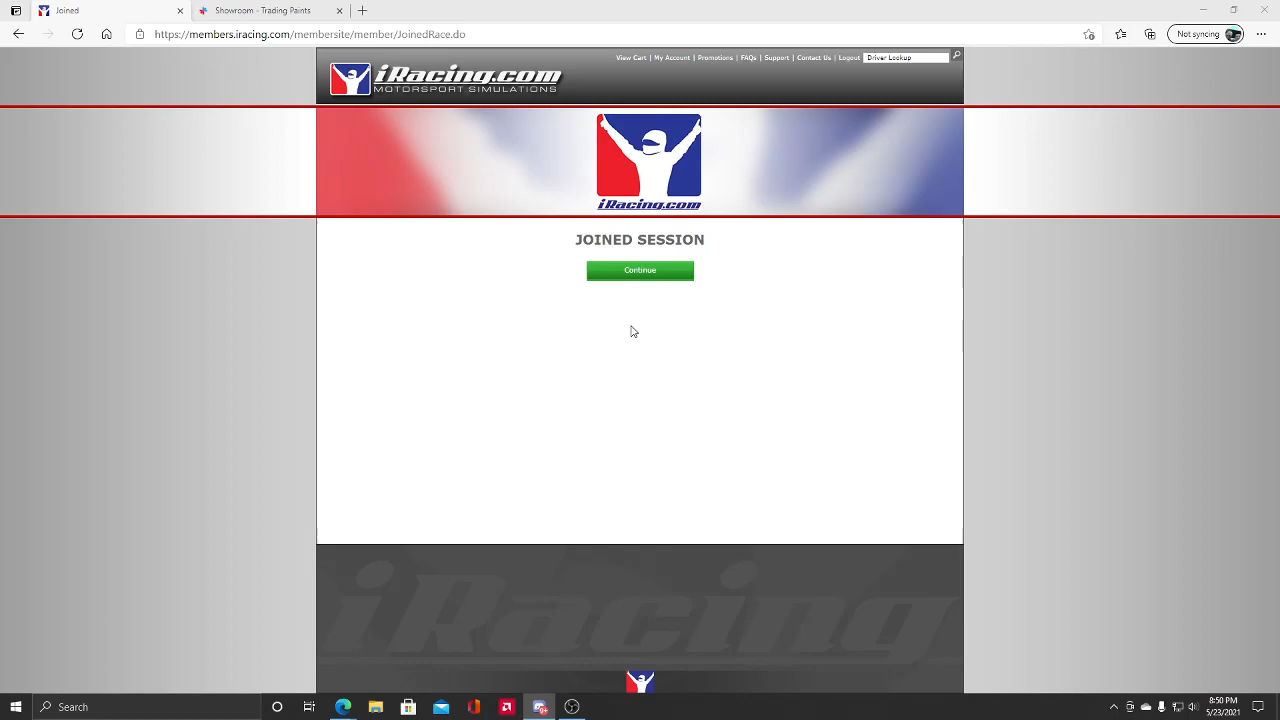 Joined
Showroom - Trading Paints
https://members.iracing.com/membersite/member/JoinedRace.do
Not syncing
View Cart | My Account | Promotions | FAQs | Support | Contact Us | Logout
Driver Lookup
iRacing.com
MOTORSPORT SIMULATIONS
iRacing.com
JOINED SESSION
Continue
iRacing
Search
8:50 PM
5/23/2021